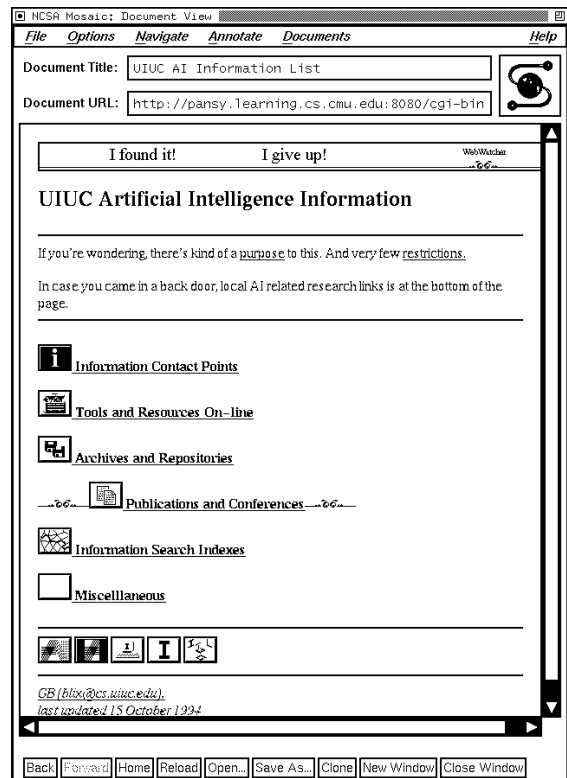 NCSA Mosaic: Document View
File Options Navigate Annotate Documents Help
Document Title: UIUC AI Information List
Document URL: http://pansy.learning.cs.cmu.edu:8080/cgi-bin
I found it! I give up! WebWatcher
UIUC Artificial Intelligence Information
If you're wondering, there's kind of a purpose to this. And very few restrictions.
In case you came in a back door, local AI related research links is at the bottom of the
page.
i Information Contact Points
Tools and Resources On-line
Archives and Repositories
Publications and Conferences
Information Search Indexes
Miscelllaneous
I
GB (blix@cs.uiuc.edu),
last updated 15 October 1994
Back Forward Home Reload Open... Save As... Clone New Window Close Window